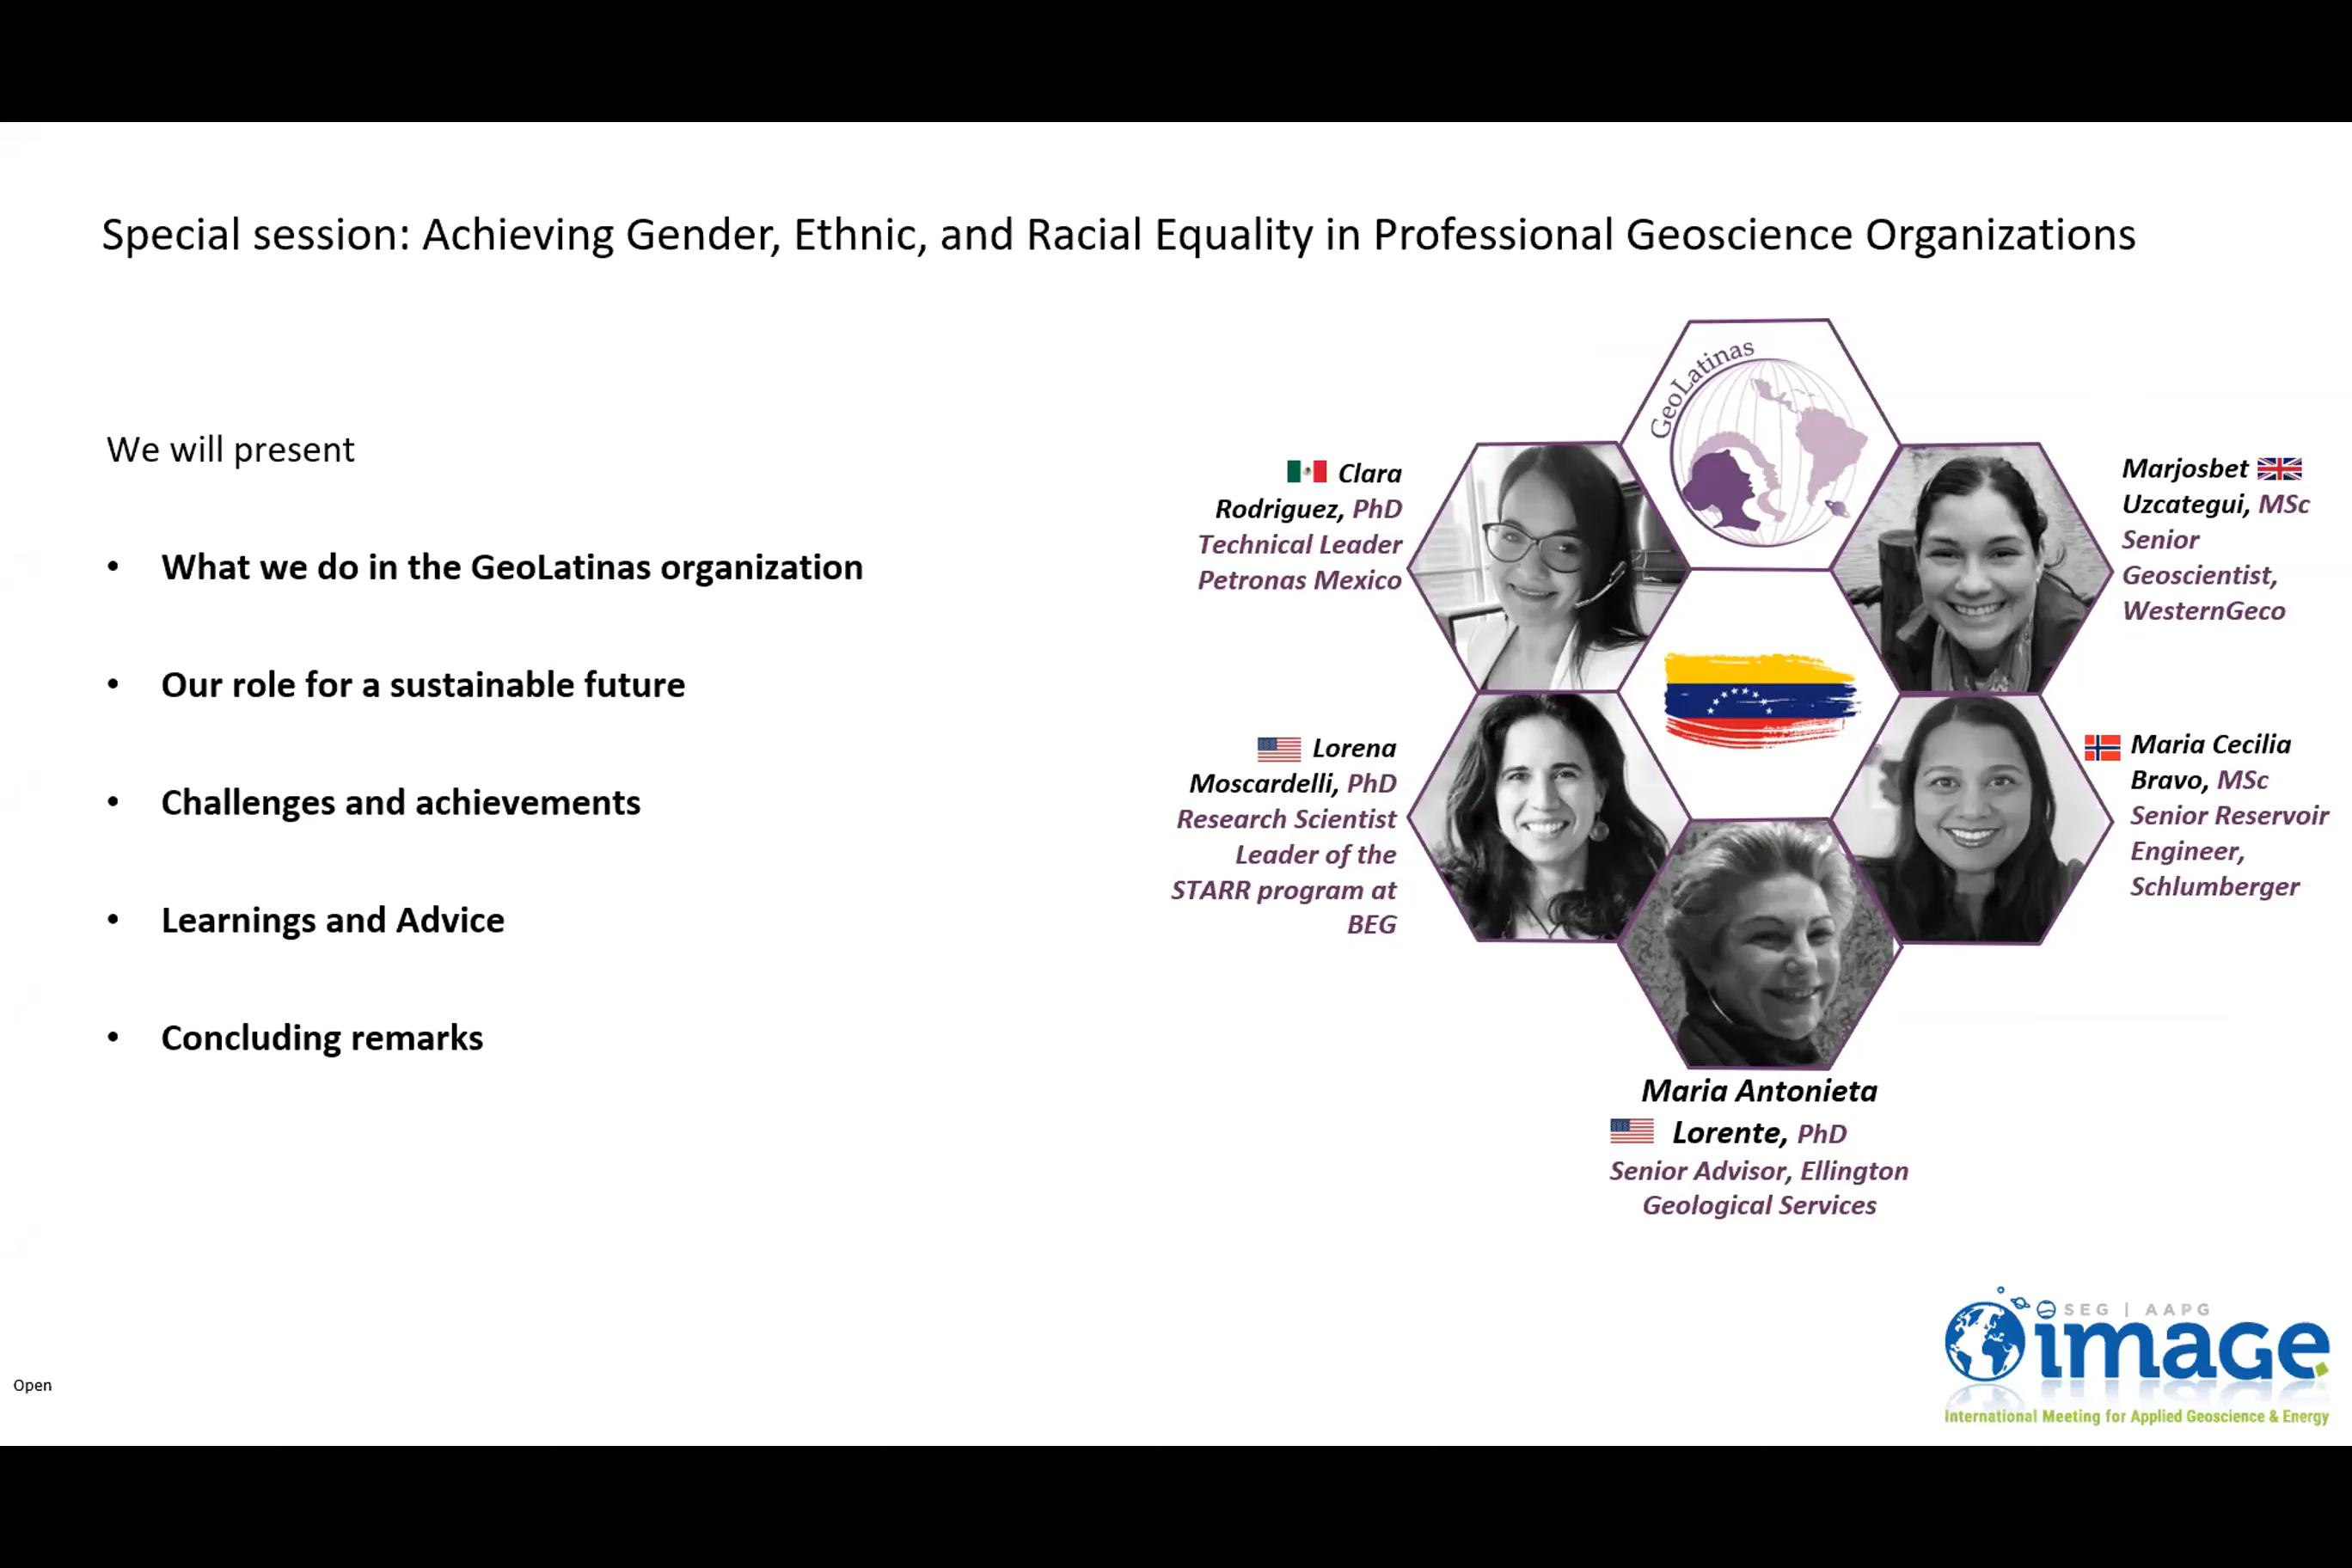 Special session: Achieving Gender, Ethnic, and Racial Equality in Professional Geoscience Organizations
We will present
• What we do in the GeoLatinas organization
• Our role for a sustainable future
• Challenges and achievements
• Learnings and Advice
• Concluding remarks
GeoLatinas
Clara
Rodriguez, PhD
Technical Leader
Petronas Mexico
Marjosbet
Uzcategui, MSc
Senior
Geoscientist,
WesternGeco
Lorena
Moscardelli, PhD
Research Scientist
Leader of the
STARR program at
BEG
Maria Cecilia
Bravo, MSc
Senior Reservoir
Engineer,
Schlumberger
Maria Antonieta
Lorente, PhD
Senior Advisor, Ellington
Geological Services
SEG | AAPG
image
International Meeting for Applied Geoscience & Energy
Open